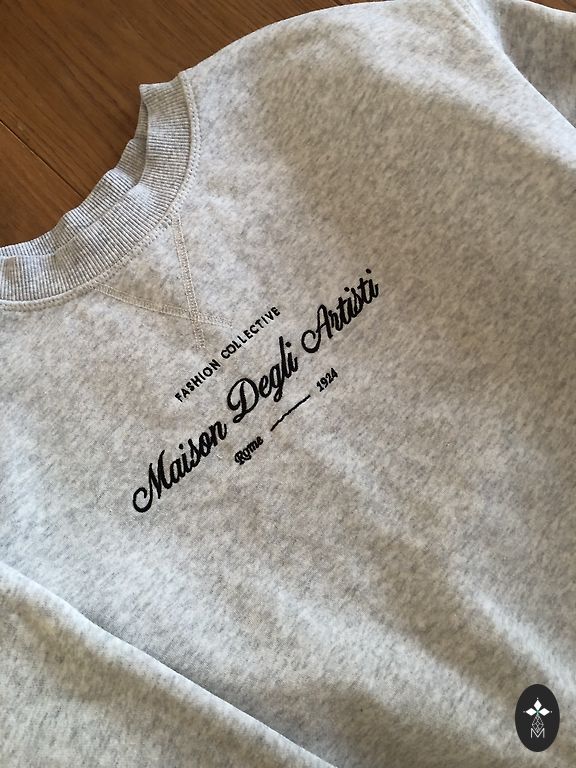 FASHION COLLECTIVE
Maison Degli Artisti
Rome 1924
M